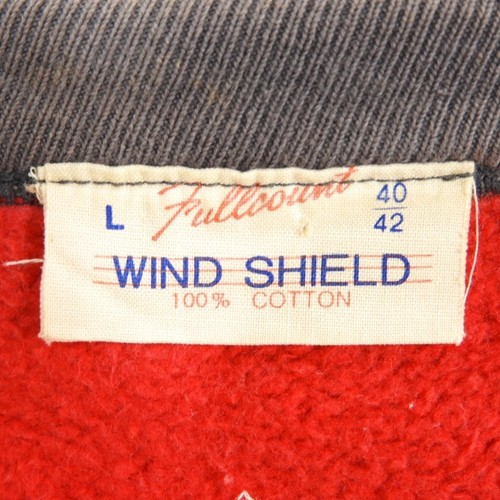 Fullcount
L
40
42
WIND SHIELD
100% COTTON